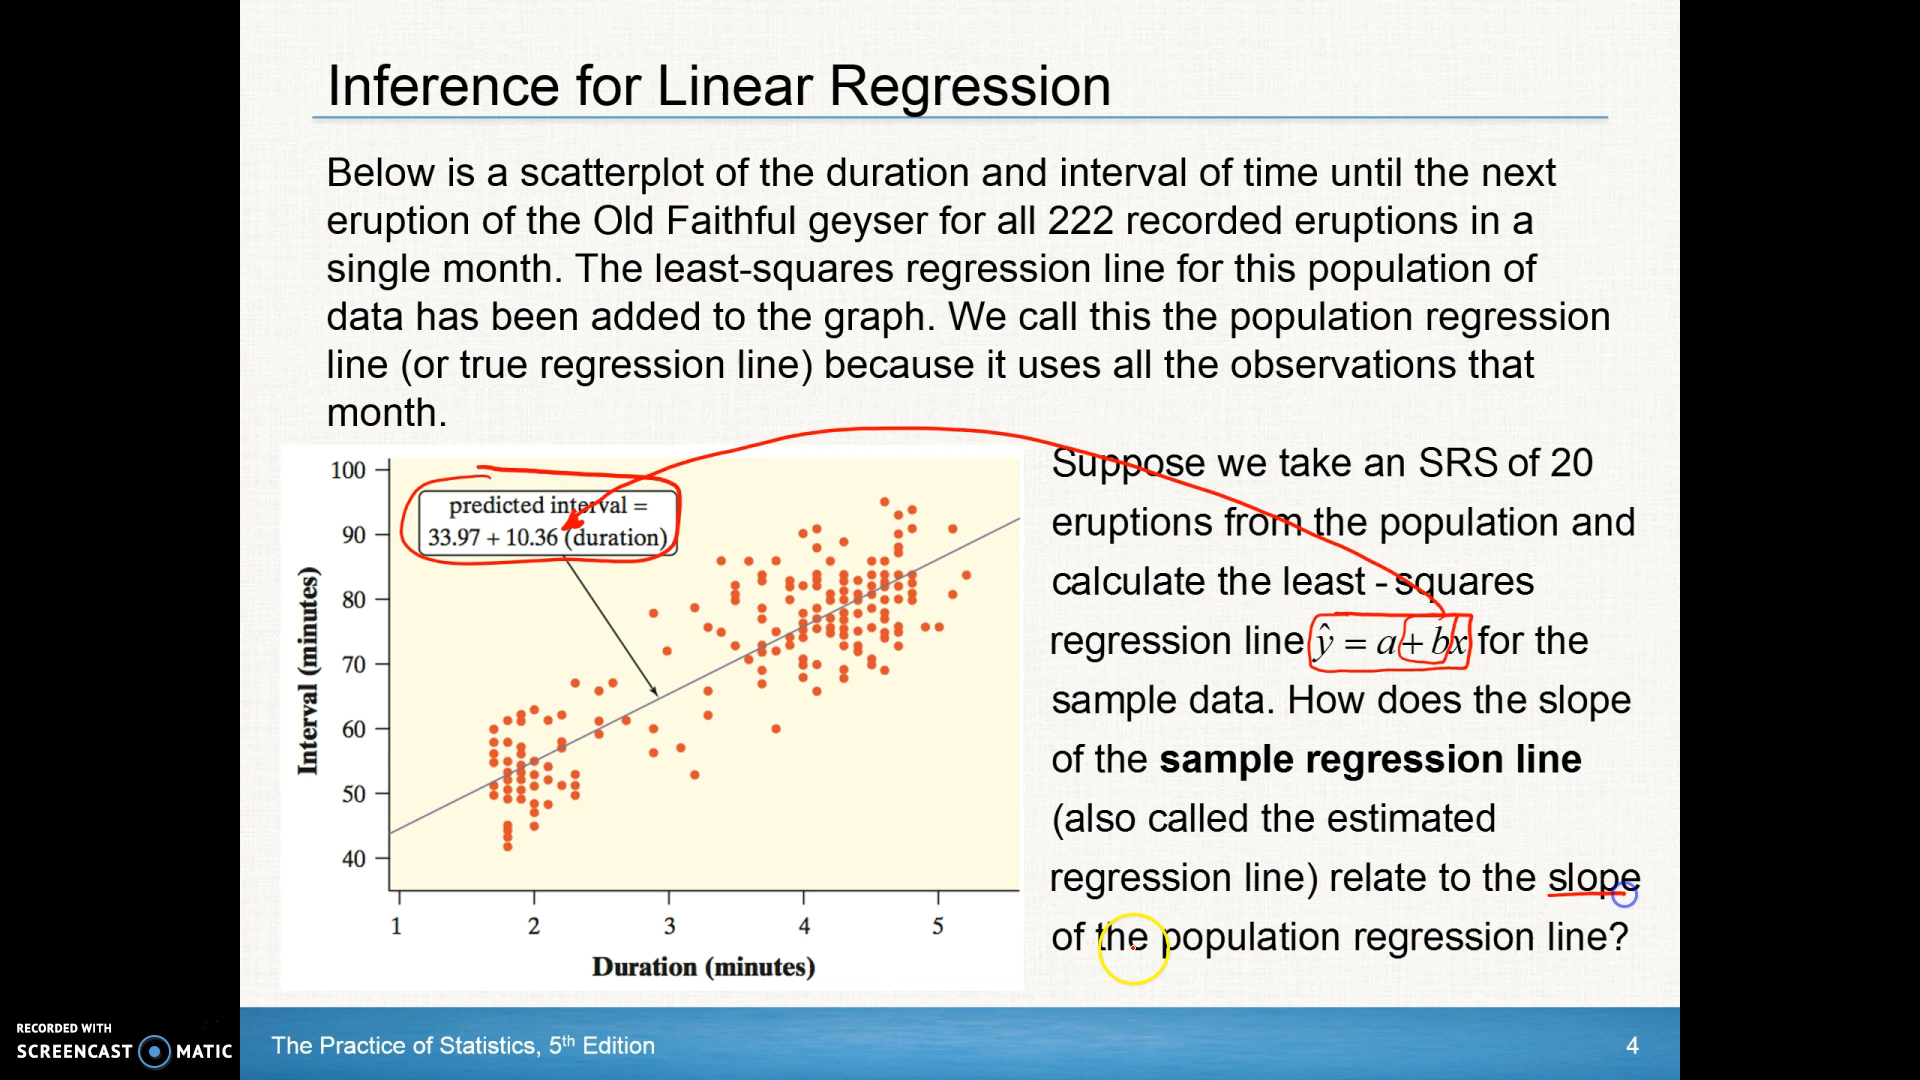 Inference for Linear Regression
Below is a scatterplot of the duration and interval of time until the next
eruption of the Old Faithful geyser for all 222 recorded eruptions in a
single month. The least-squares regression line for this population of
data has been added to the graph. We call this the population regression
line (or true regression line) because it uses all the observations that
month.
100
90
80
70
60
50
40
Interval (minutes)
predicted interval =
33.97 + 10.36 (duration)
1 2 3 4 5
Duration (minutes)
Suppose we take an SRS of 20
eruptions from the population and
calculate the least - squares
regression line ŷ = a + bx for the
sample data. How does the slope
of the sample regression line
(also called the estimated
regression line) relate to the slope
of the population regression line?
RECORDED WITH
SCREENCAST MATIC
The Practice of Statistics, 5th Edition
4